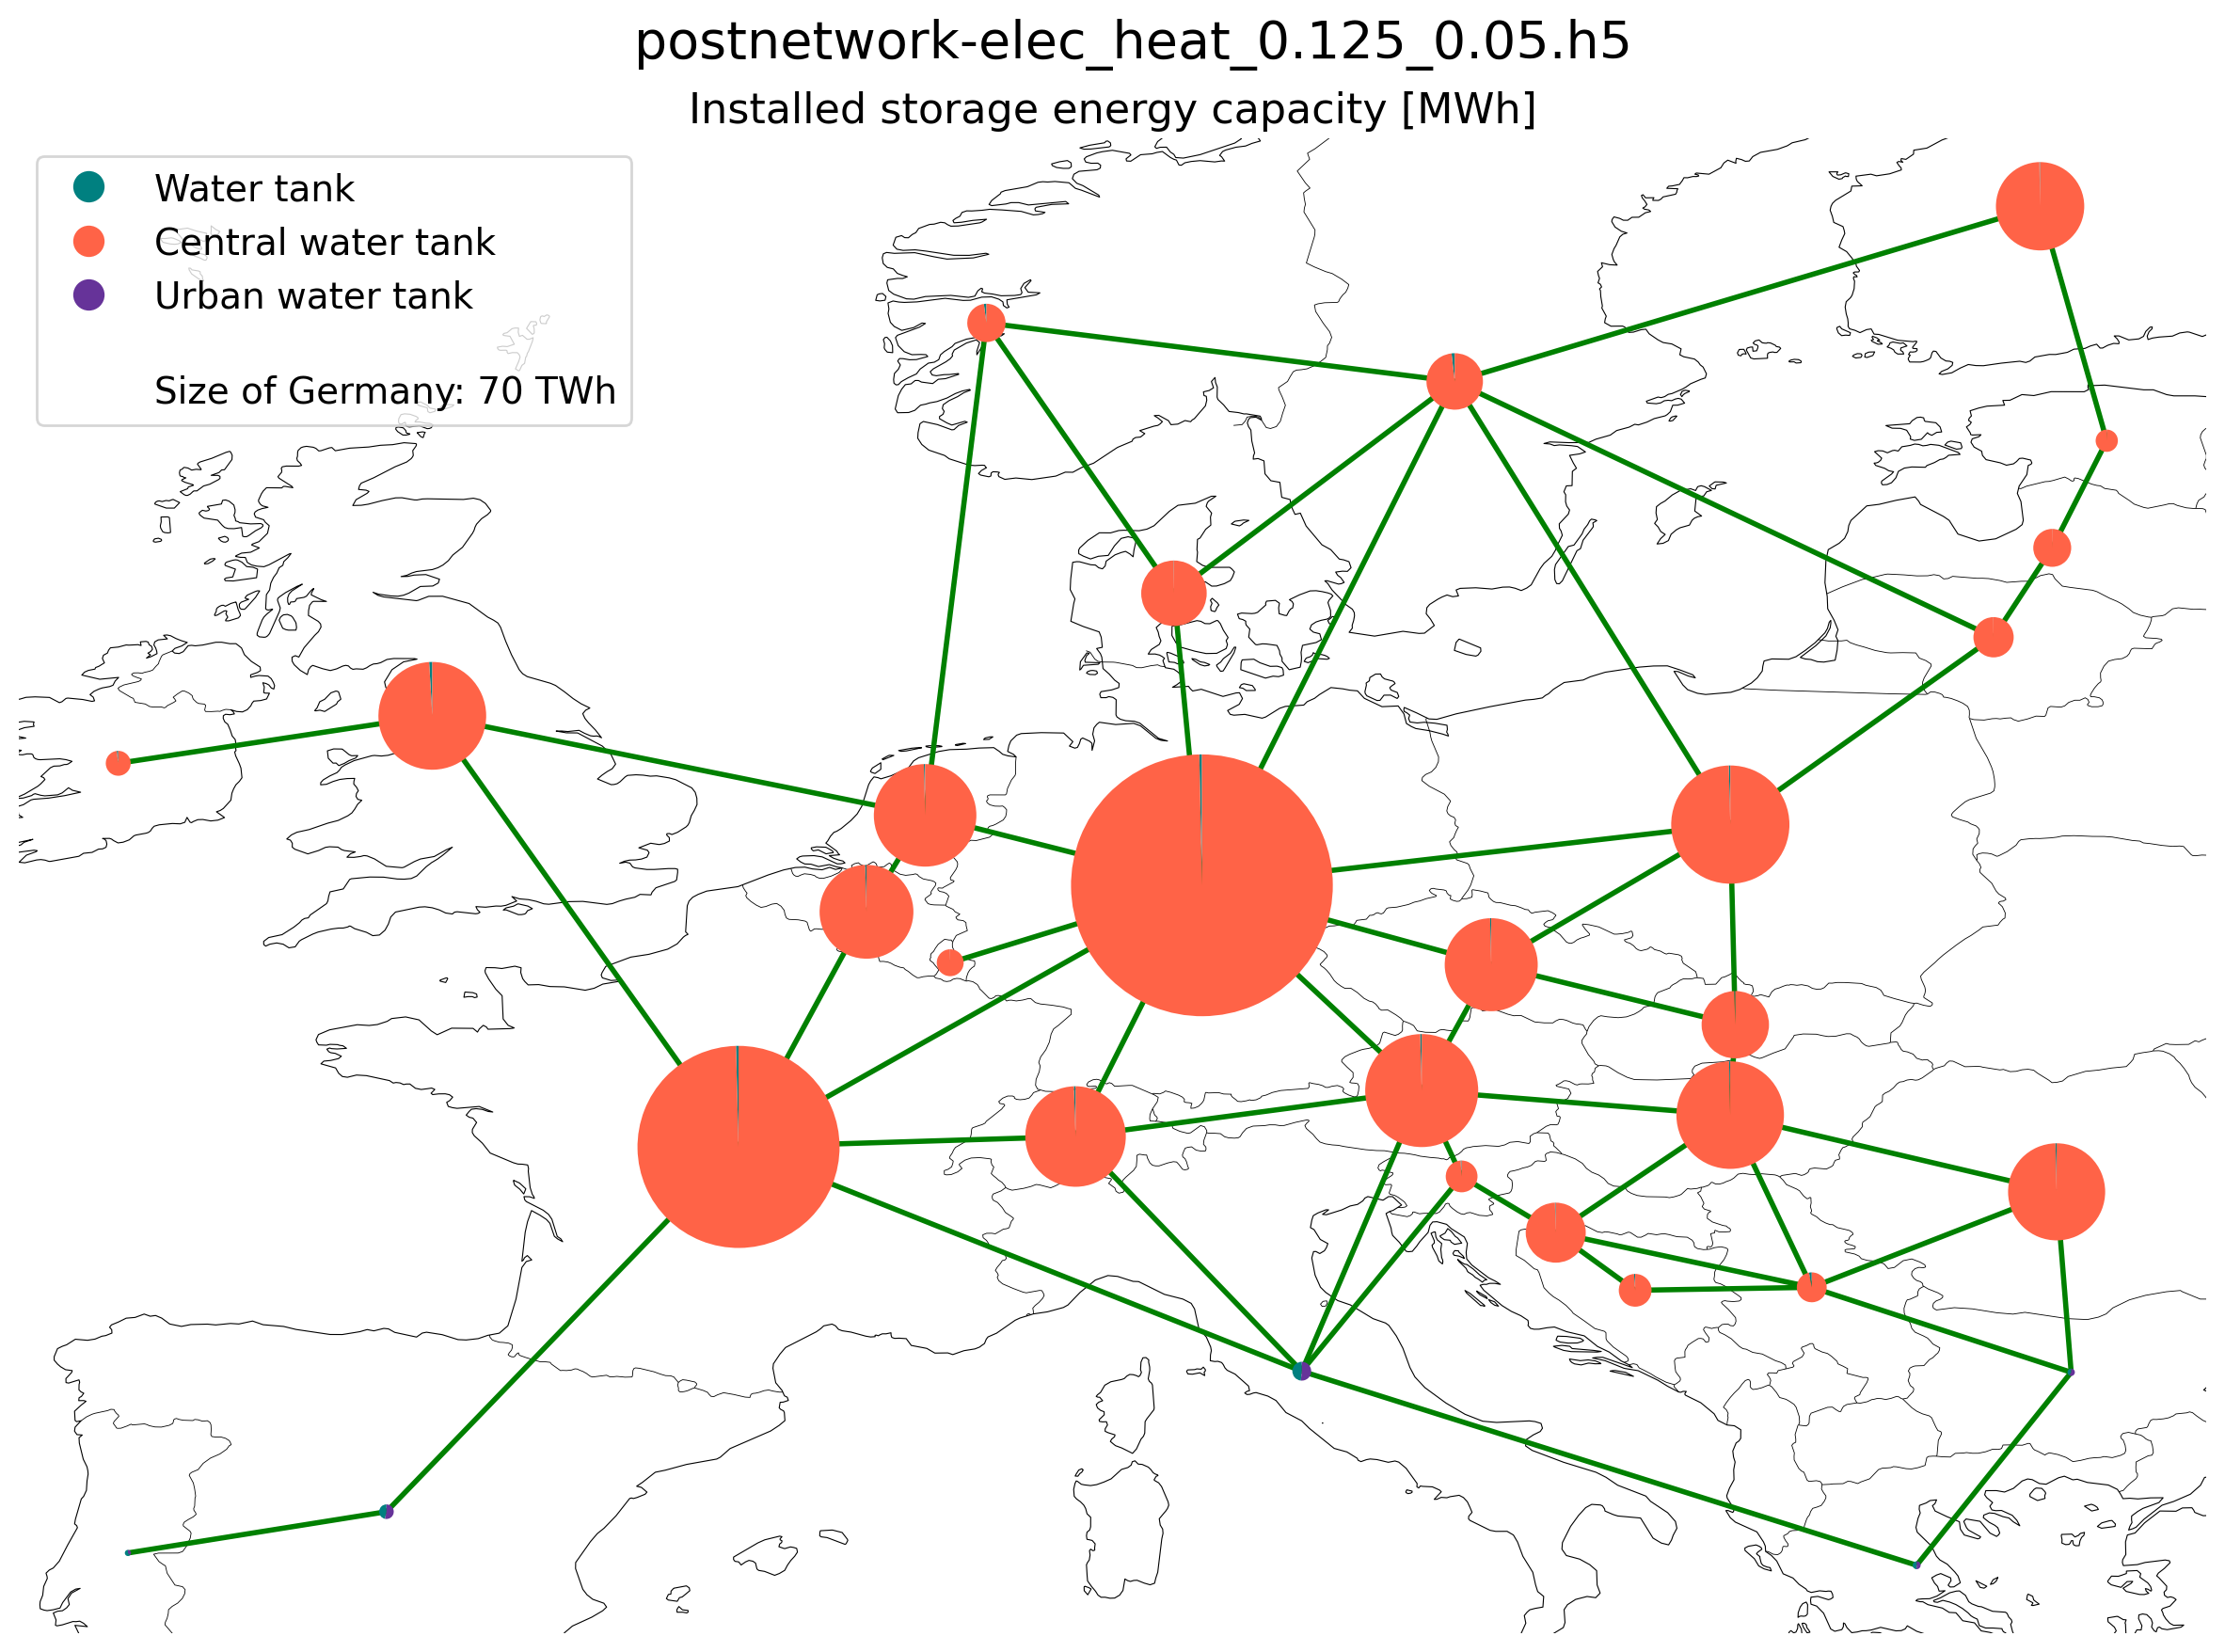 postnetwork-elec_heat_0.125_0.05.h5
Installed storage energy capacity [MWh]
Water tank
Central water tank
Urban water tank
Size of Germany: 70 TWh